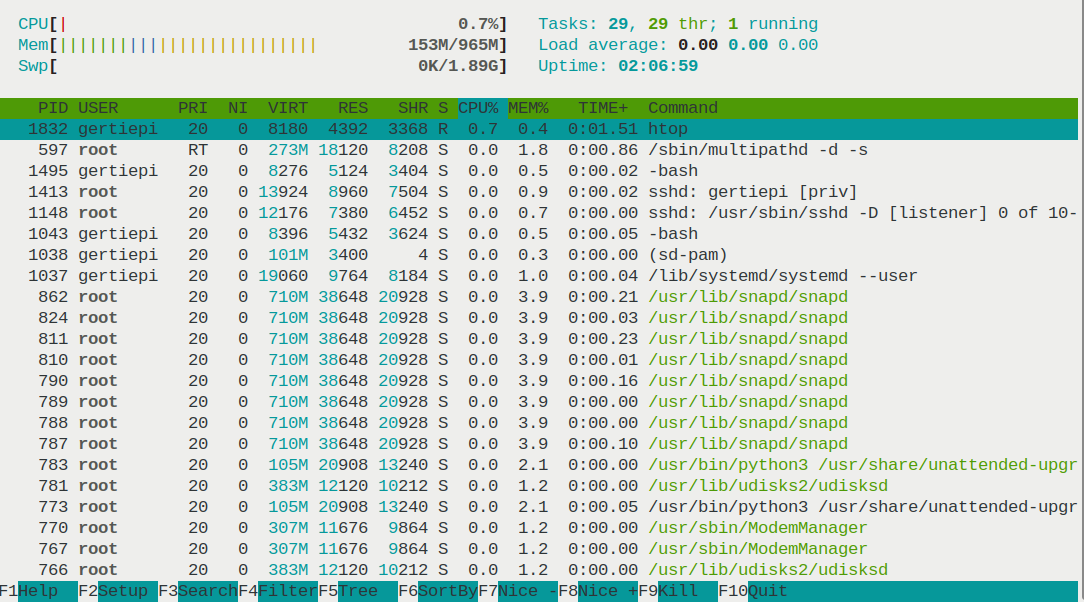 CPU[| 0.7%] Tasks: 29, 29 thr; 1 running
Mem[|||||||||||||||||||||||||| 153M/965M] Load average: 0.00 0.00 0.00
Swp[ 0K/1.89G] Uptime: 02:06:59
PID USER PRI NI VIRT RES SHR S CPU% MEM% TIME+ Command
1832 gertiepi 20 0 8180 4392 3368 R 0.7 0.4 0:01.51 htop
597 root RT 0 273M 18120 8208 S 0.0 1.8 0:00.86 /sbin/multipathd -d -s
1495 gertiepi 20 0 8276 5124 3404 S 0.0 0.5 0:00.02 -bash
1413 root 20 0 13924 8960 7504 S 0.0 0.9 0:00.02 sshd: gertiepi [priv]
1148 root 20 0 12176 7380 6452 S 0.0 0.7 0:00.00 sshd: /usr/sbin/sshd -D [listener] 0 of 10-
1043 gertiepi 20 0 8396 5432 3624 S 0.0 0.5 0:00.05 -bash
1038 gertiepi 20 0 101M 3400 4 S 0.0 0.3 0:00.00 (sd-pam)
1037 gertiepi 20 0 19060 9764 8184 S 0.0 1.0 0:00.04 /lib/systemd/systemd --user
862 root 20 0 710M 38648 20928 S 0.0 3.9 0:00.21 /usr/lib/snapd/snapd
824 root 20 0 710M 38648 20928 S 0.0 3.9 0:00.03 /usr/lib/snapd/snapd
811 root 20 0 710M 38648 20928 S 0.0 3.9 0:00.23 /usr/lib/snapd/snapd
810 root 20 0 710M 38648 20928 S 0.0 3.9 0:00.01 /usr/lib/snapd/snapd
790 root 20 0 710M 38648 20928 S 0.0 3.9 0:00.16 /usr/lib/snapd/snapd
789 root 20 0 710M 38648 20928 S 0.0 3.9 0:00.00 /usr/lib/snapd/snapd
788 root 20 0 710M 38648 20928 S 0.0 3.9 0:00.00 /usr/lib/snapd/snapd
787 root 20 0 710M 38648 20928 S 0.0 3.9 0:00.10 /usr/lib/snapd/snapd
783 root 20 0 105M 20908 13240 S 0.0 2.1 0:00.00 /usr/bin/python3 /usr/share/unattended-upgr
781 root 20 0 383M 12120 10212 S 0.0 1.2 0:00.00 /usr/lib/udisks2/udisksd
773 root 20 0 105M 20908 13240 S 0.0 2.1 0:00.05 /usr/bin/python3 /usr/share/unattended-upgr
770 root 20 0 307M 11676 9864 S 0.0 1.2 0:00.00 /usr/sbin/ModemManager
767 root 20 0 307M 11676 9864 S 0.0 1.2 0:00.00 /usr/sbin/ModemManager
766 root 20 0 383M 12120 10212 S 0.0 1.2 0:00.00 /usr/lib/udisks2/udisksd
F1Help F2Setup F3SearchF4FilterF5Tree F6SortByF7Nice -F8Nice +F9Kill F10Quit